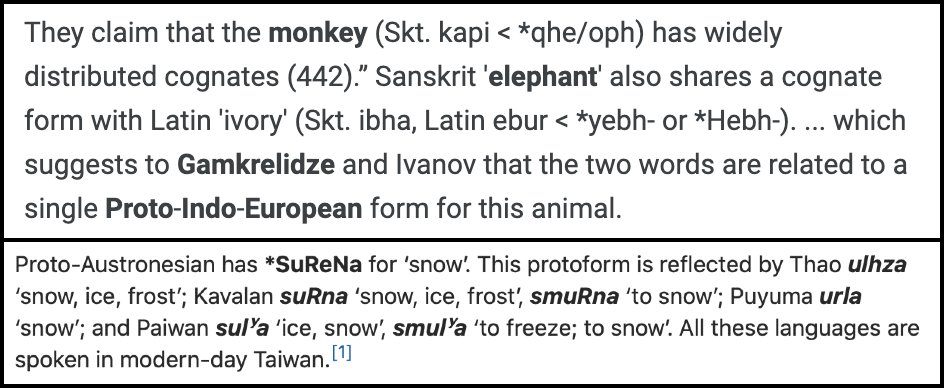 They claim that the monkey (Skt. kapi < *qhe/oph) has widely
distributed cognates (442).” Sanskrit 'elephant' also shares a cognate
form with Latin 'ivory' (Skt. ibha, Latin ebur < *yebh- or *Hebh-). ... which
suggests to Gamkrelidze and Ivanov that the two words are related to a
single Proto-Indo-European form for this animal.
Proto-Austronesian has *SuReNa for ‘snow’. This protoform is reflected by Thao ulhza
‘snow, ice, frost’; Kavalan suRna ‘snow, ice, frost’, smuRna ‘to snow’; Puyuma urla
‘snow’; and Paiwan sulʸa ‘ice, snow’, smulʸa ‘to freeze; to snow’. All these languages are
spoken in modern-day Taiwan.[1]